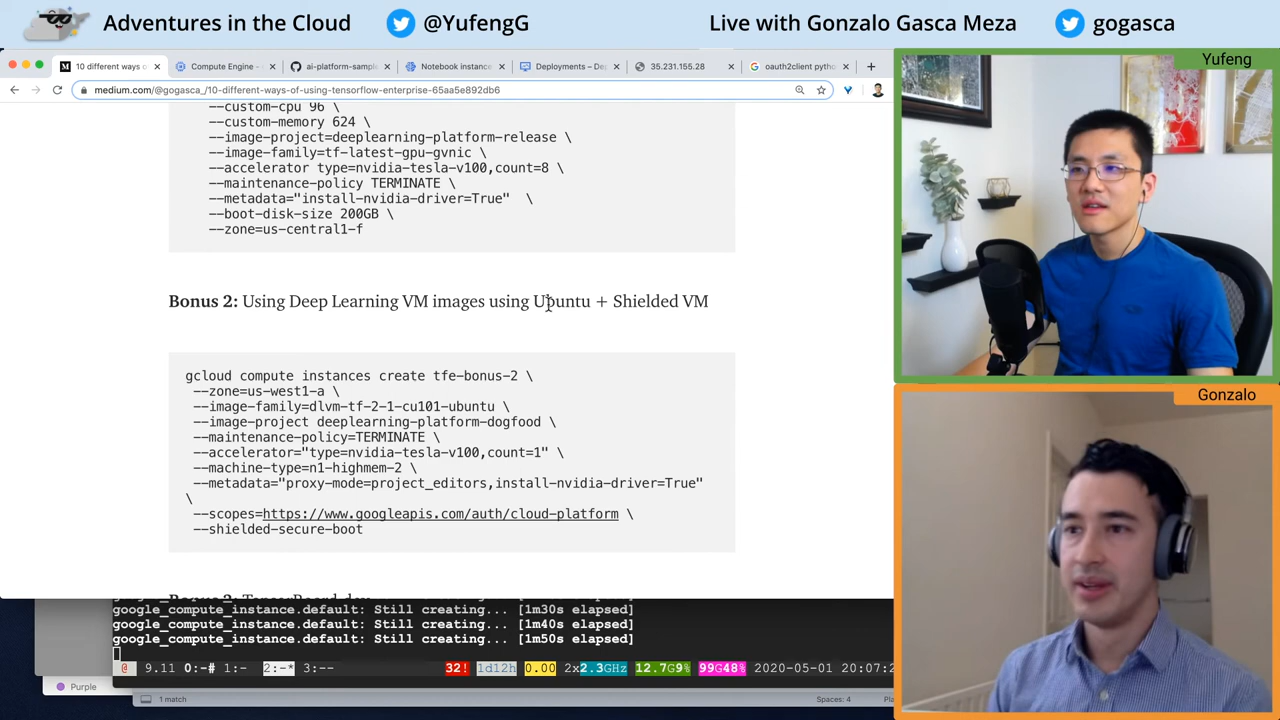 Adventures in the Cloud
@YufengG
Live with Gonzalo Gasca Meza
gogasca
10 different ways o
Compute Engine -
ai-platform-sample
Notebook instance
Deployments – De
35.231.155.28
oauth2client pytho
medium.com/@gogasca_/10-different-ways-of-using-tensorflow-enterprise-65aa5e892db6
--custom-cpu 96 \
--custom-memory 624 \
--image-project=deeplearning-platform-release \
--image-family=tf-latest-gpu-gvnic \
--accelerator type=nvidia-tesla-v100,count=8 \
--maintenance-policy TERMINATE \
--metadata="install-nvidia-driver=True" \
--boot-disk-size 200GB \
--zone=us-central1-f
Bonus 2: Using Deep Learning VM images using Ubuntu + Shielded VM
gcloud compute instances create tfe-bonus-2 \
--zone=us-west1-a \
--image-family=dlvm-tf-2-1-cu101-ubuntu \
--image-project deeplearning-platform-dogfood \
--maintenance-policy=TERMINATE \
--accelerator="type=nvidia-tesla-v100,count=1" \
--machine-type=n1-highmem-2 \
--metadata="proxy-mode=project_editors,install-nvidia-driver=True"
\
--scopes=https://www.googleapis.com/auth/cloud-platform \
--shielded-secure-boot
google_compute_instance.default: Still creating... [1m30s elapsed]
google_compute_instance.default: Still creating... [1m40s elapsed]
google_compute_instance.default: Still creating... [1m50s elapsed]
@ 9.11 0:-# 1:- 2:-* 3:-- 32! 1d12h 0.00 2x2.3GHz 12.7G9% 99G48% 2020-05-01 20:07:2
Purple
1 match
Spaces: 4
Yufeng
Gonzalo